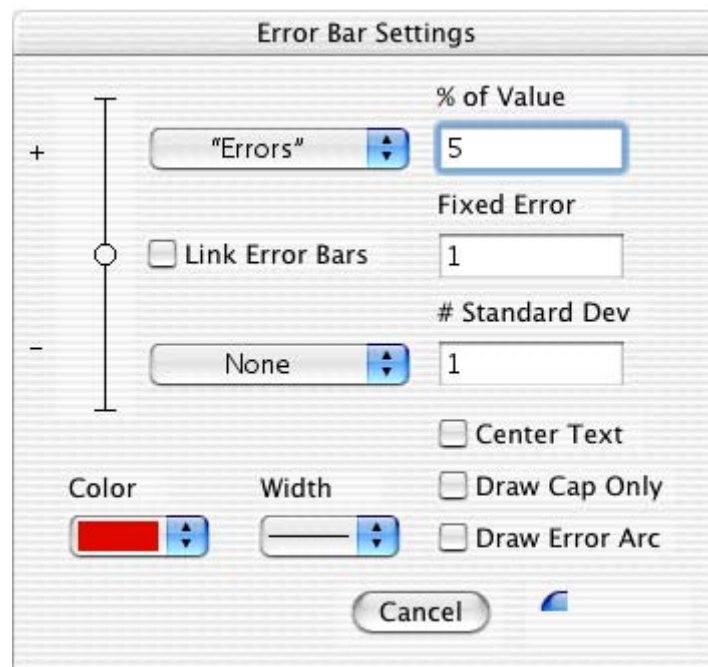 Error Bar Settings
% of Value
+
"Errors"
5
Fixed Error
Link Error Bars
1
# Standard Dev
–
None
1
Center Text
Color
Width
Draw Cap Only
Draw Error Arc
Cancel